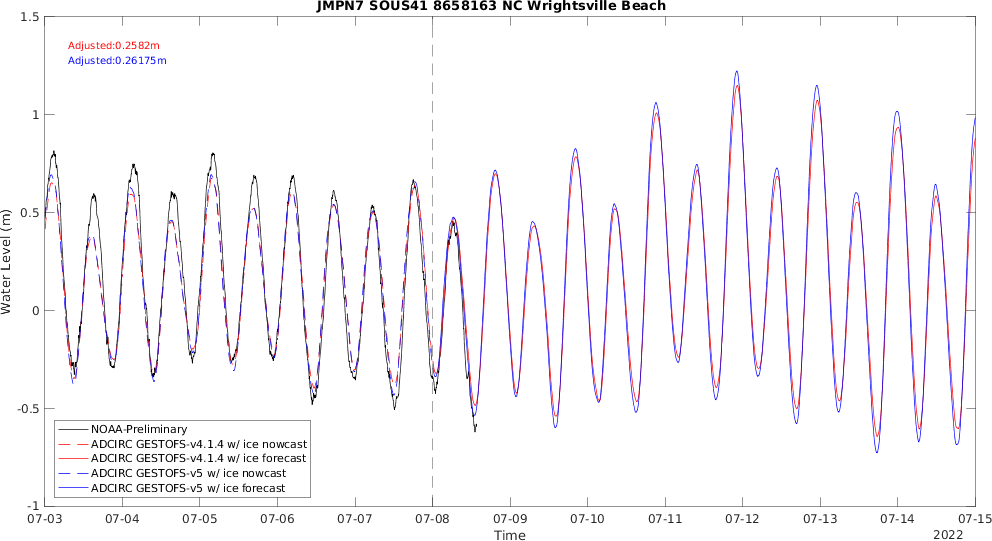 JMPN7 SOUS41 8658163 NC Wrightsville Beach
1.5
Adjusted:0.2582m
Adjusted:0.26175m
1
0.5
Water Level (m)
0
-0.5
NOAA-Preliminary
ADCIRC GESTOFS-v4.1.4 w/ ice nowcast
ADCIRC GESTOFS-v4.1.4 w/ ice forecast
ADCIRC GESTOFS-v5 w/ ice nowcast
ADCIRC GESTOFS-v5 w/ ice forecast
-1
07-03 07-04 07-05 07-06 07-07 07-08 07-09 07-10 07-11 07-12 07-13 07-14 07-15
Time
2022